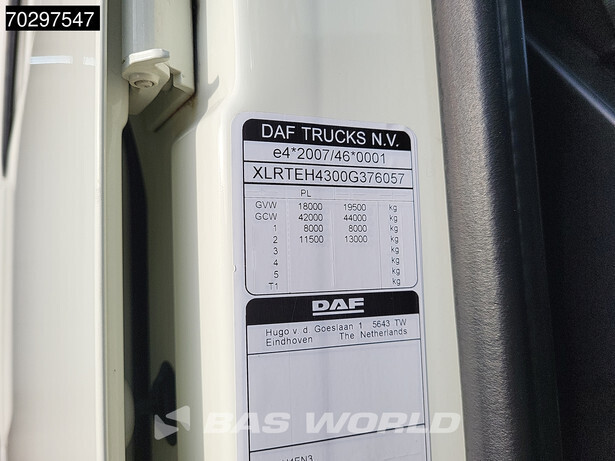 70297547
DAF TRUCKS N.V.
e4*2007/46*0001
XLRTEH4300G376057
PL
GVW 18000 19500 kg
GCW 42000 44000 kg
1 8000 8000 kg
2 11500 13000 kg
3 kg
4 kg
5 kg
T1 kg
DAF
Hugo v. d Goeslaan 1 5643 TW
Eindhoven The Netherlands
BAS WORLD